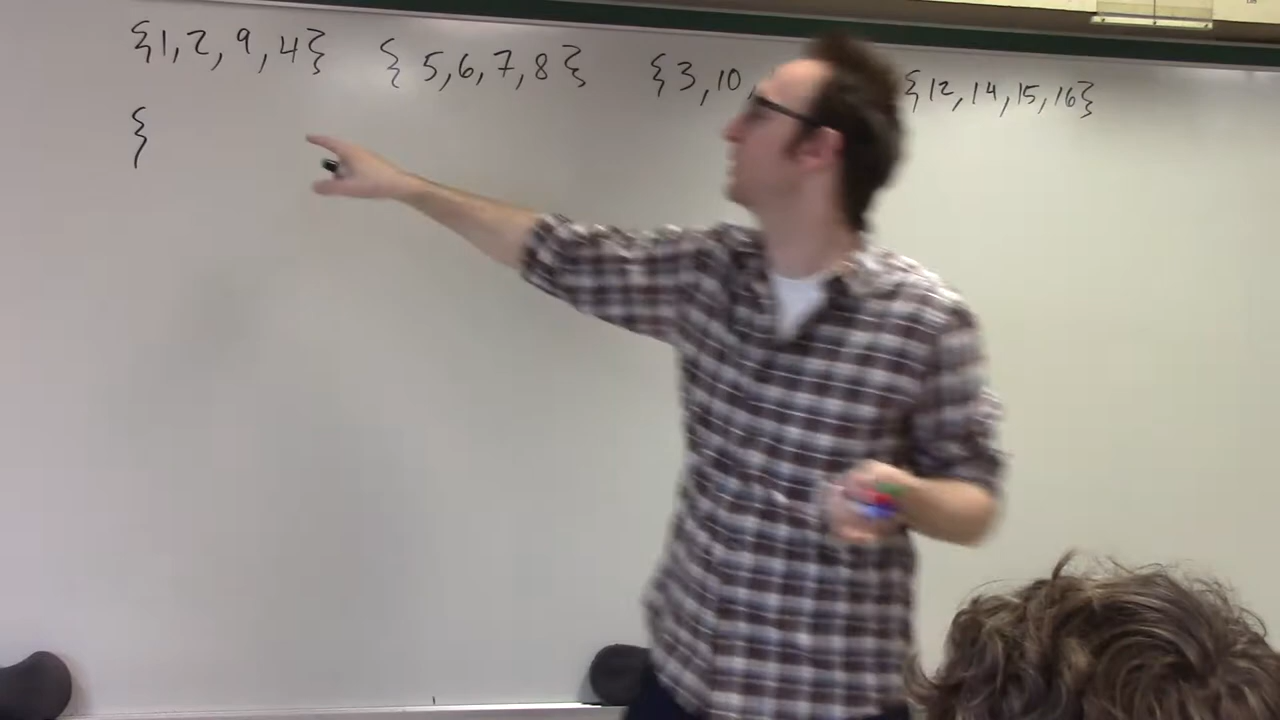 {1,2,9,4} {5,6,7,8} {3,10, {12,14,15,16}
{